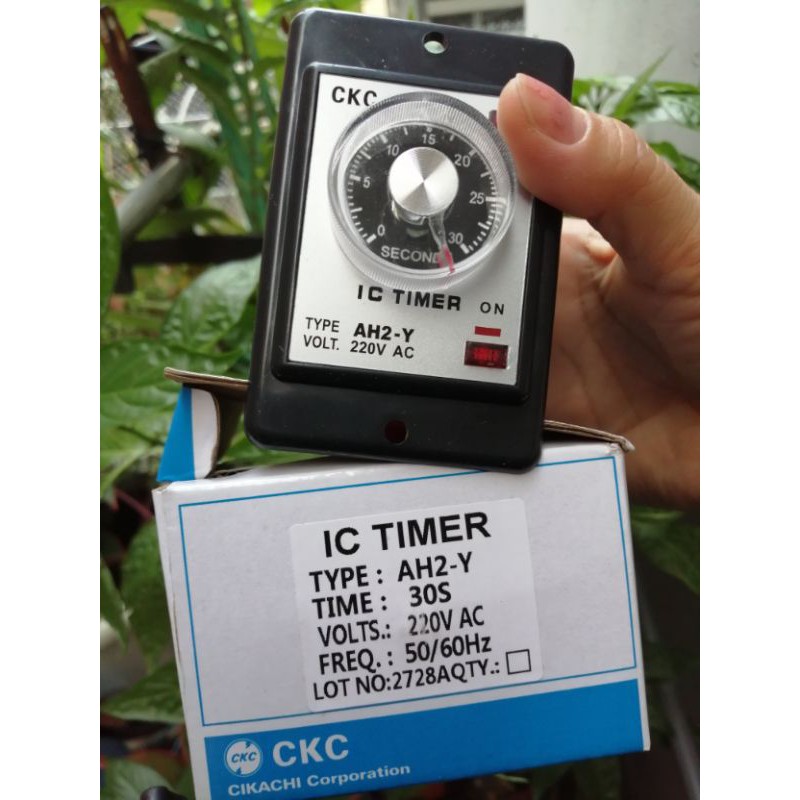 CKC
15
10
20
5
25
0
30
SECOND
IC TIMER ON
TYPE AH2-Y
VOLT. 220V AC
IC TIMER
TYPE : AH2-Y
TIME : 30S
VOLTS.: 220V AC
FREQ. : 50/60Hz
LOT NO:2728AQTY.:
CKC CKC
CIKACHI Corporation